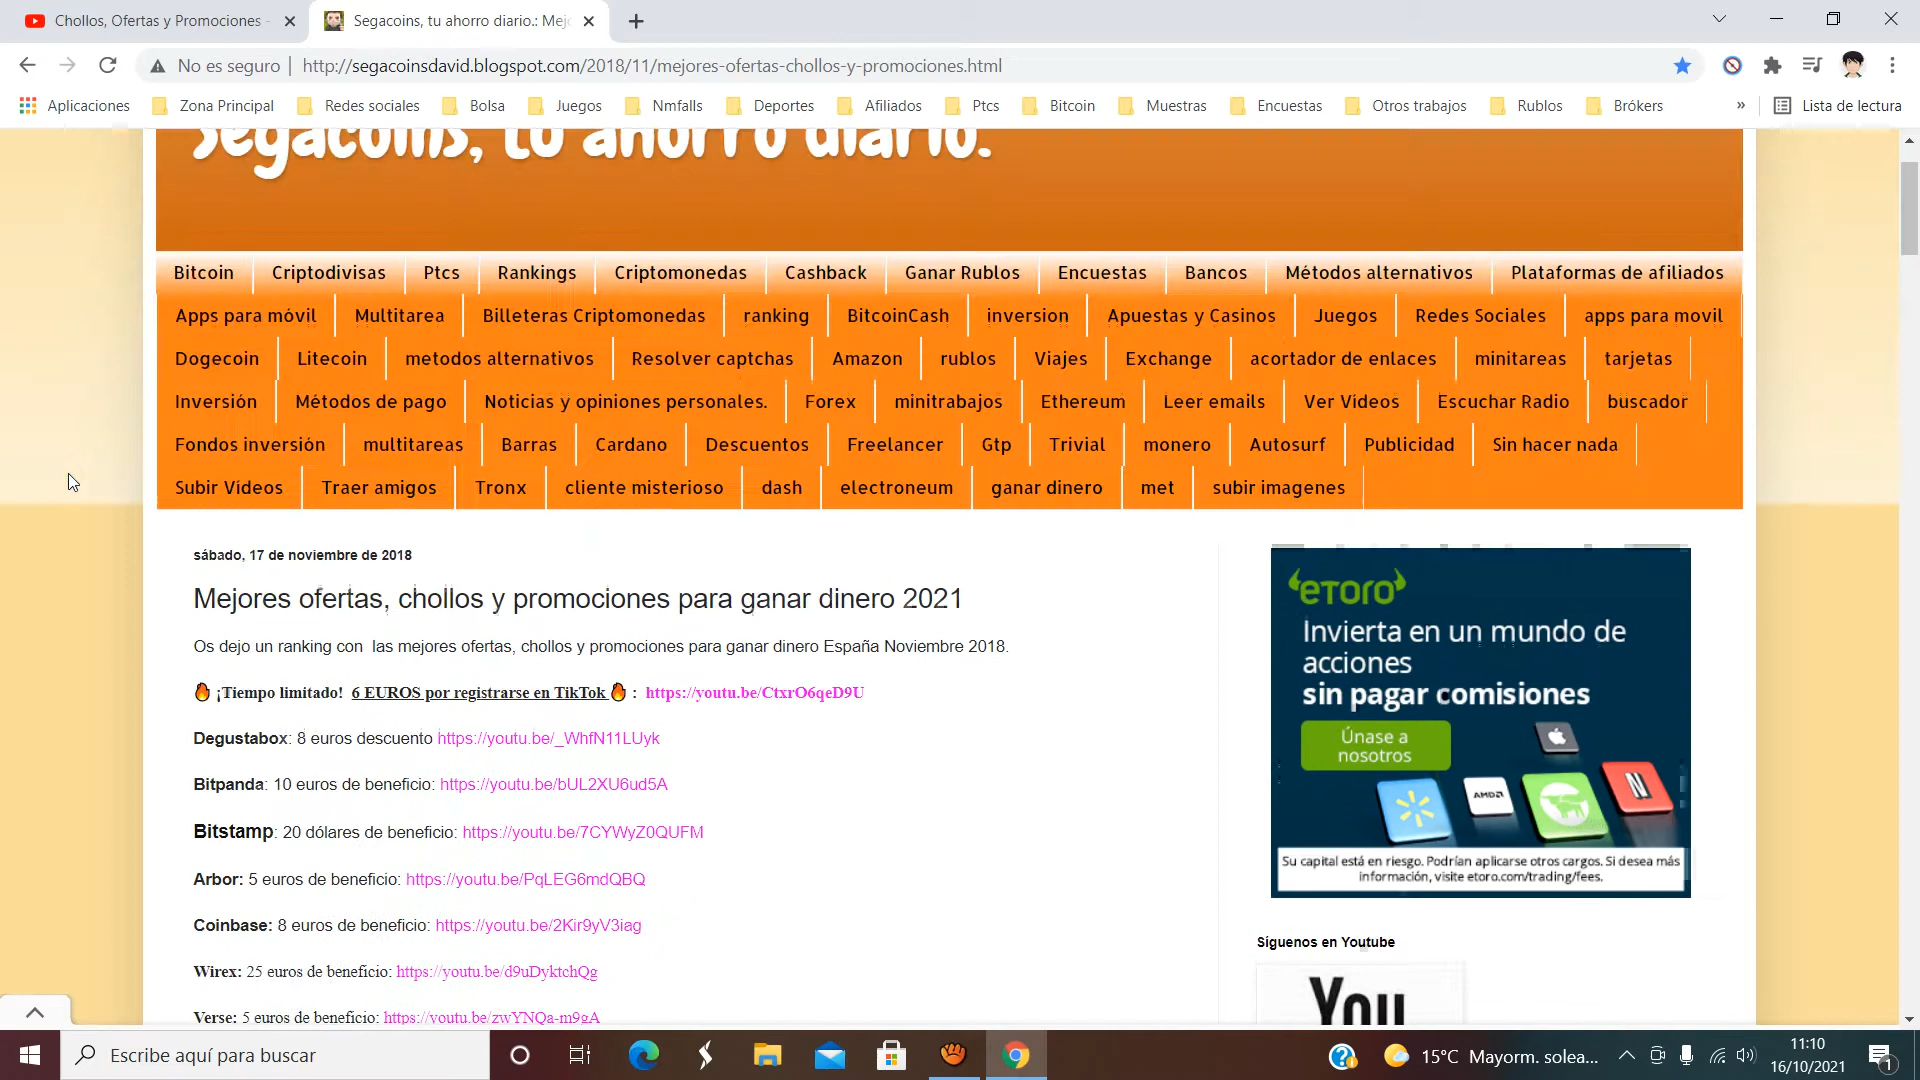 Chollos, Ofertas y Promociones -
Segacoins, tu ahorro diario.: Mejo
No es seguro
http://segacoinsdavid.blogspot.com/2018/11/mejores-ofertas-chollos-y-promociones.html
Aplicaciones Zona Principal Redes sociales Bolsa Juegos Nmfalls Deportes Afiliados Ptcs Bitcoin Muestras Encuestas Otros trabajos Rublos Brókers » Lista de lectura
Segacoins, tu ahorro diario.
Bitcoin Criptodivisas Ptcs Rankings Criptomonedas Cashback Ganar Rublos Encuestas Bancos Métodos alternativos Plataformas de afiliados
Apps para móvil Multitarea Billeteras Criptomonedas ranking BitcoinCash inversion Apuestas y Casinos Juegos Redes Sociales apps para movil
Dogecoin Litecoin metodos alternativos Resolver captchas Amazon rublos Viajes Exchange acortador de enlaces minitareas tarjetas
Inversión Métodos de pago Noticias y opiniones personales. Forex minitrabajos Ethereum Leer emails Ver Vídeos Escuchar Radio buscador
Fondos inversión multitareas Barras Cardano Descuentos Freelancer Gtp Trivial monero Autosurf Publicidad Sin hacer nada
Subir Vídeos Traer amigos Tronx cliente misterioso dash electroneum ganar dinero met subir imagenes
sábado, 17 de noviembre de 2018
Mejores ofertas, chollos y promociones para ganar dinero 2021
Os dejo un ranking con las mejores ofertas, chollos y promociones para ganar dinero España Noviembre 2018.
🔥 ¡Tiempo limitado! 6 EUROS por registrarse en TikTok 🔥 : https://youtu.be/CtxrO6qeD9U
Degustabox: 8 euros descuento https://youtu.be/_WhfN11LUyk
Bitpanda: 10 euros de beneficio: https://youtu.be/bUL2XU6ud5A
Bitstamp: 20 dólares de beneficio: https://youtu.be/7CYWyZ0QUFM
Arbor: 5 euros de beneficio: https://youtu.be/PqLEG6mdQBQ
Coinbase: 8 euros de beneficio: https://youtu.be/2Kir9yV3iag
Wirex: 25 euros de beneficio: https://youtu.be/d9uDyktchQg
Verse: 5 euros de beneficio: https://youtu.be/zwYNQa-m9gA
eToro
Invierta en un mundo de
acciones
sin pagar comisiones
Únase a
nosotros
AMD
N
Su capital está en riesgo. Podrían aplicarse otros cargos. Si desea más
información, visite etoro.com/trading/fees.
Síguenos en Youtube
You
Escribe aquí para buscar
15°C Mayorm. solea...
11:10
16/10/2021
1